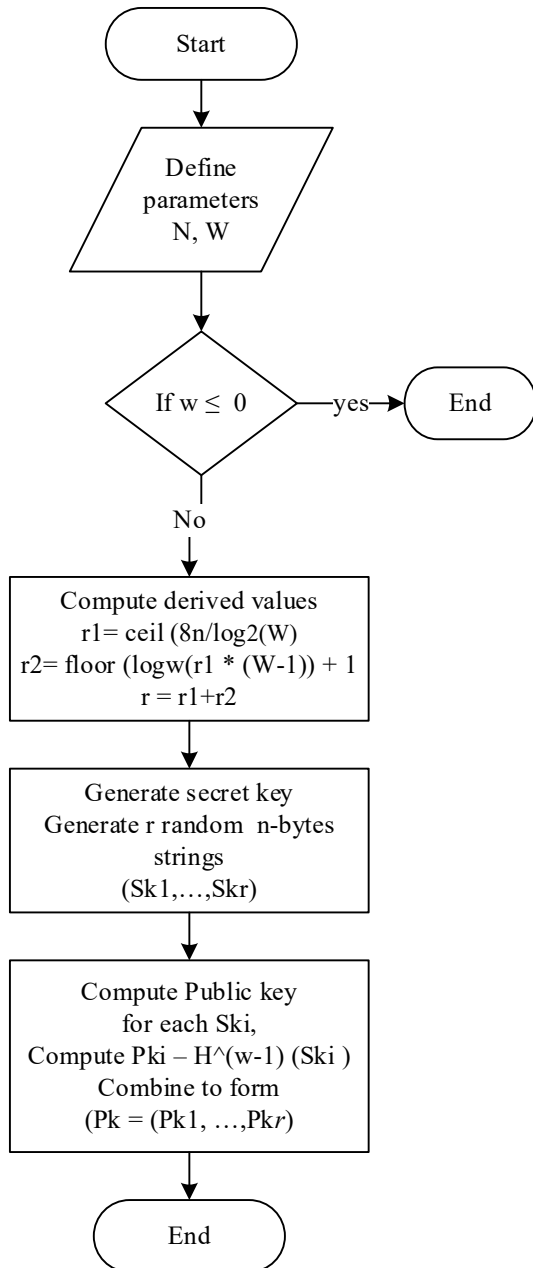 Start
Define
parameters
N, W
If w ≤ 0
yes
End
No
Compute derived values
r1= ceil (8n/log2(W)
r2= floor (logw(r1 * (W-1)) + 1
r = r1+r2
Generate secret key
Generate r random n-bytes
strings
(Sk1,…,Skr)
Compute Public key
for each Ski,
Compute Pki – H^(w-1) (Ski )
Combine to form
(Pk = (Pk1, …,Pkr)
End